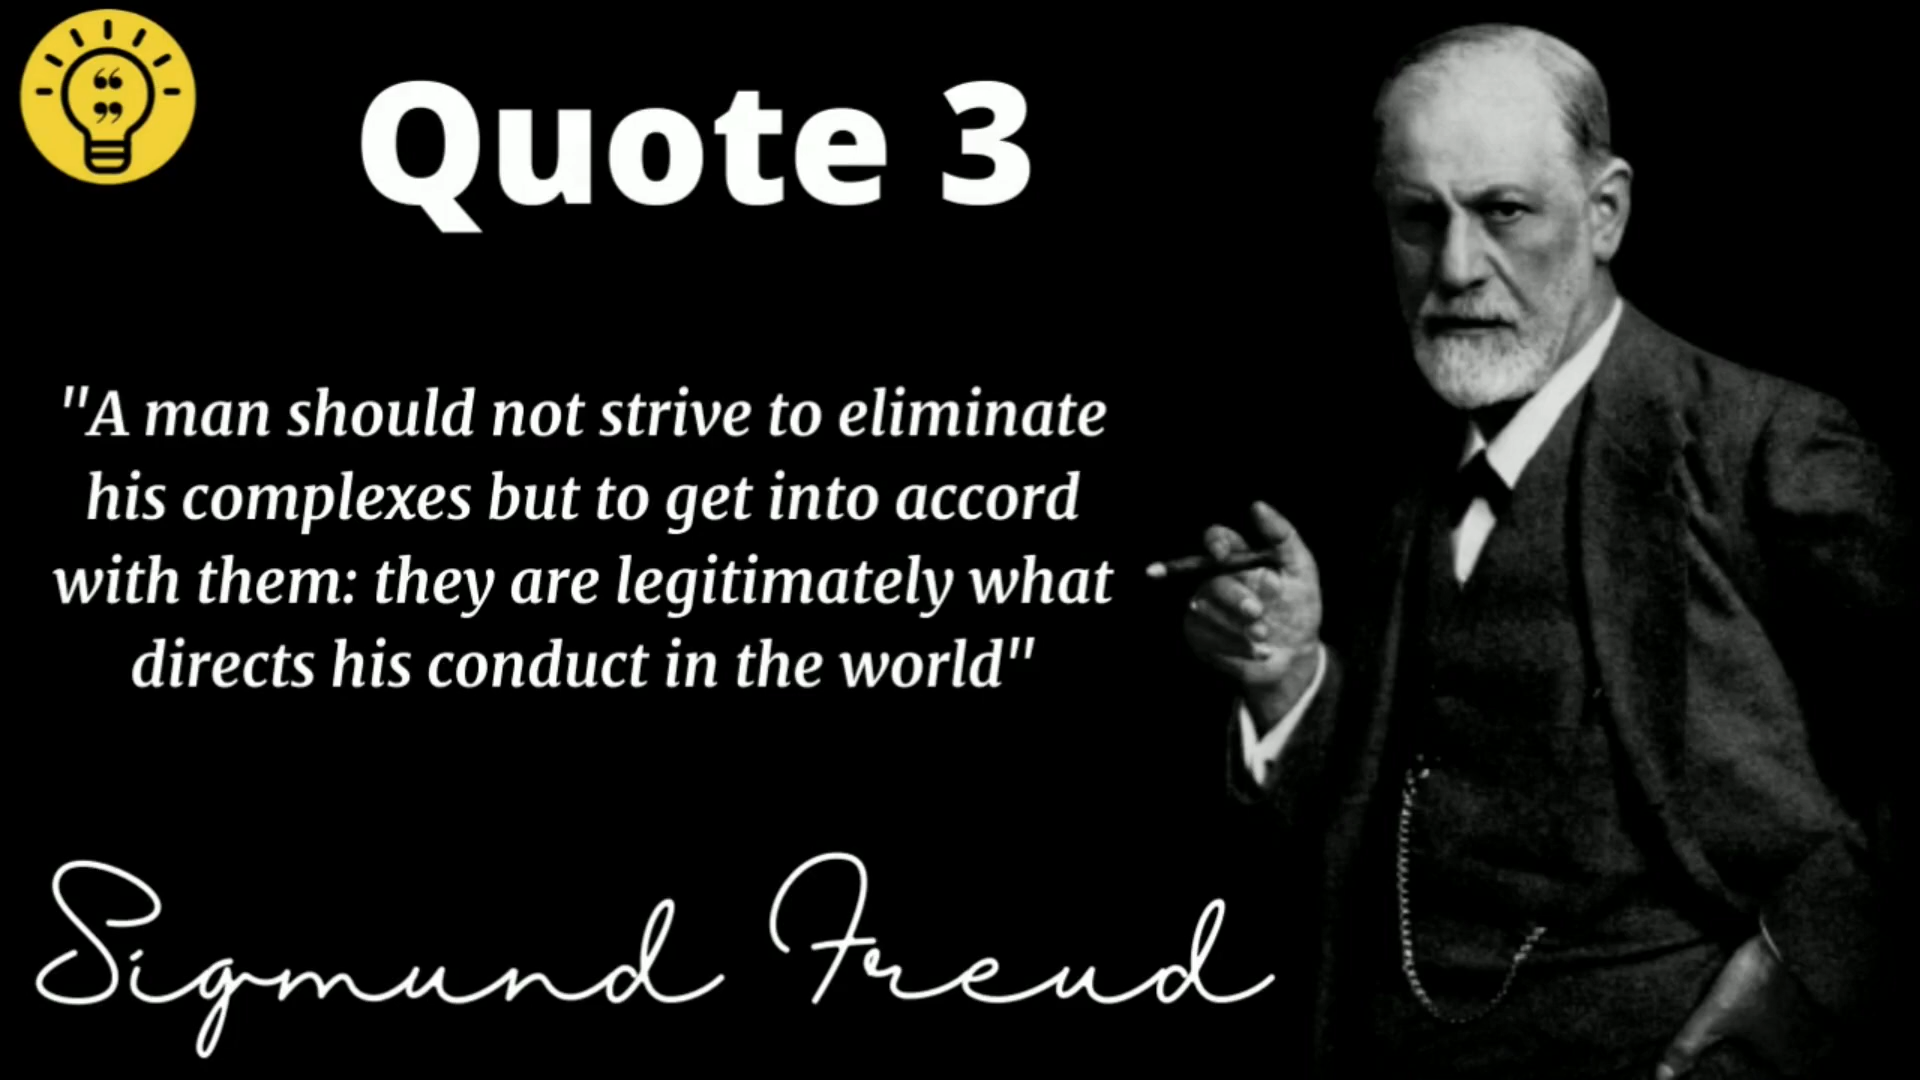 Quote 3
"A man should not strive to eliminate
his complexes but to get into accord
with them: they are legitimately what
directs his conduct in the world"
Sigmund Freud